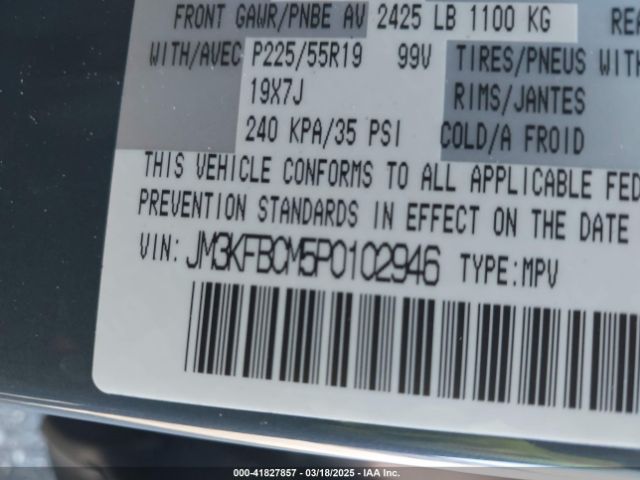 FRONT GAWR/PNBE AV 2425 LB 1100 KG REA
WITH/AVEC P225/55R19 99V TIRES/PNEUS WITH
19X7J RIMS/JANTES
240 KPA/35 PSI COLD/A FROID
THIS VEHICLE CONFORMS TO ALL APPLICABLE FED
PREVENTION STANDARDS IN EFFECT ON THE DATE
VIN: JM3KFBCM5P0102946 TYPE:MPV
000-41827857 — 03/18/2025 — IAA Inc.